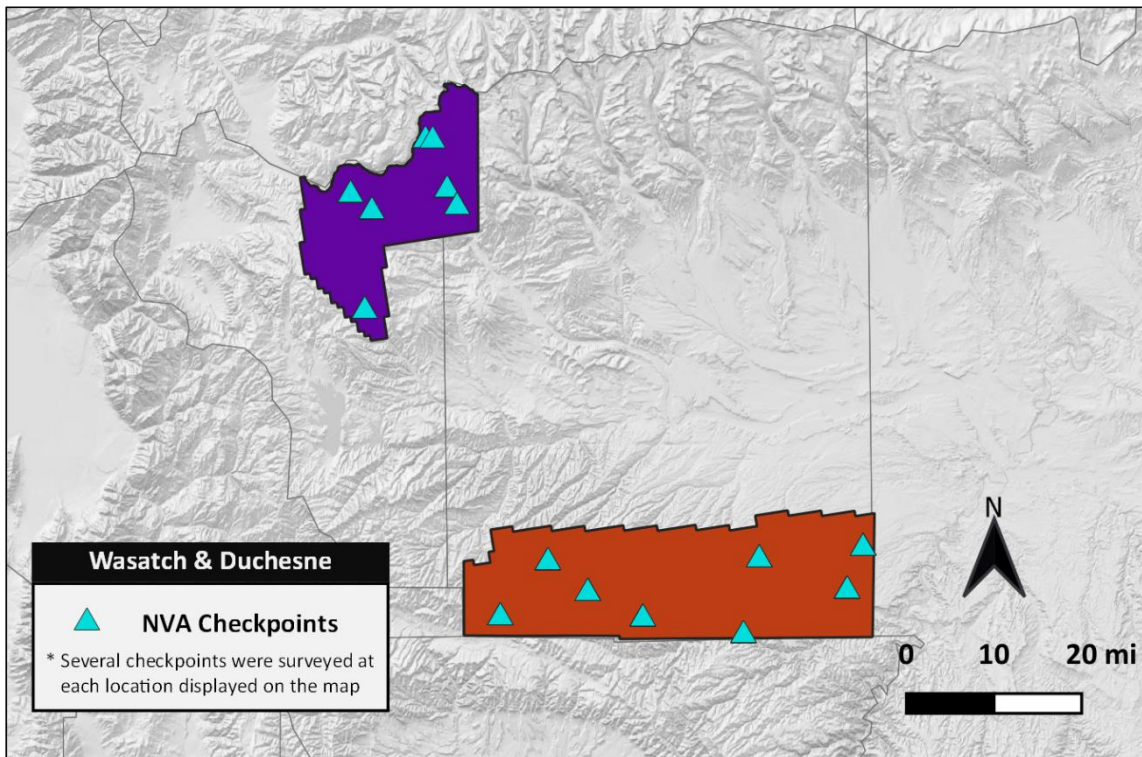 Wasatch & Duchesne
NVA Checkpoints
* Several checkpoints were surveyed at
each location displayed on the map
N
0 10 20 mi